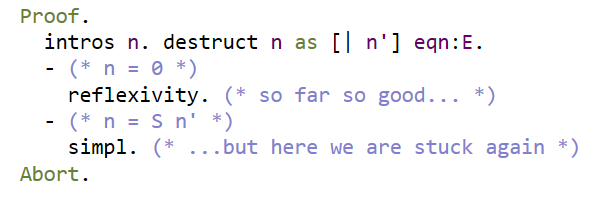 Proof.
intros n. destruct n as [| n'] eqn:E.
- (* n = 0 *)
reflexivity. (* so far so good... *)
- (* n = S n' *)
simpl. (* ...but here we are stuck again *)
Abort.